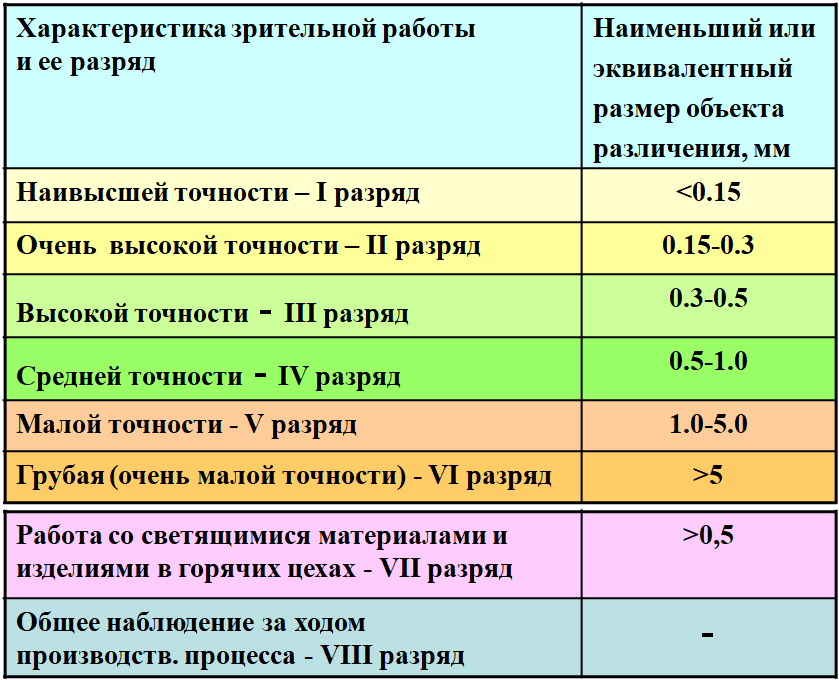 Характеристика зрительной работы
и ее разряд
Наименьший или
эквивалентный
размер объекта
различения, мм
Наивысшей точности – I разряд
<0.15
Очень высокой точности – II разряд
0.15-0.3
Высокой точности - III разряд
0.3-0.5
Средней точности - IV разряд
0.5-1.0
Малой точности - V разряд
1.0-5.0
Грубая (очень малой точности) - VI разряд
>5
Работа со светящимися материалами и
изделиями в горячих цехах - VII разряд
>0,5
Общее наблюдение за ходом
производств. процесса - VIII разряд
-